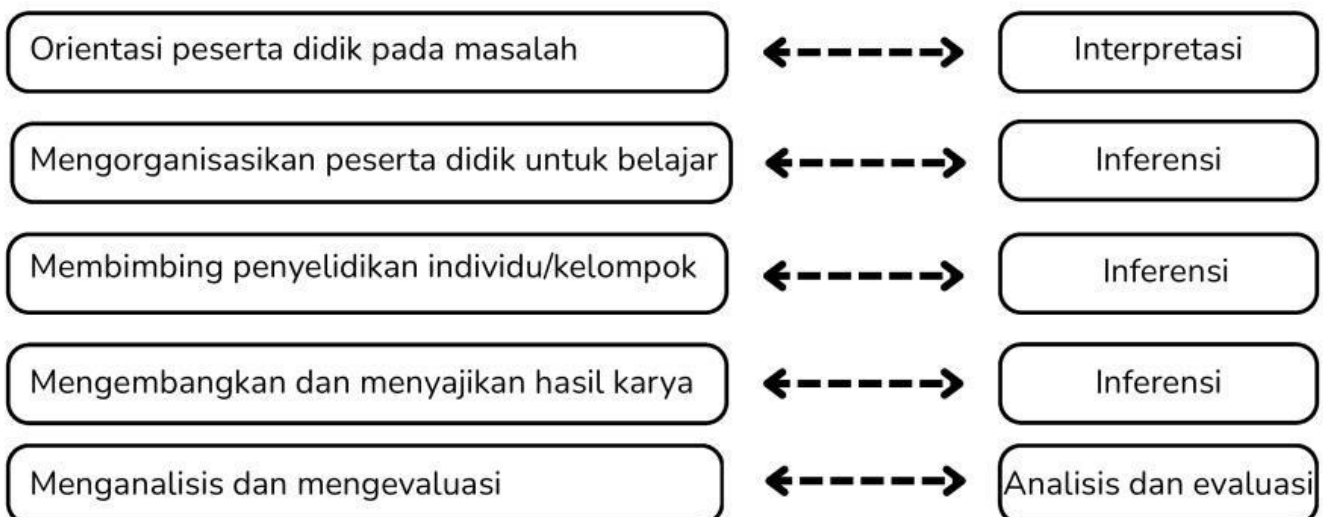 Orientasi peserta didik pada masalah
Interpretasi
Mengorganisasikan peserta didik untuk belajar
Inferensi
Membimbing penyelidikan individu/kelompok
Inferensi
Mengembangkan dan menyajikan hasil karya
Inferensi
Menganalisis dan mengevaluasi
Analisis dan evaluasi